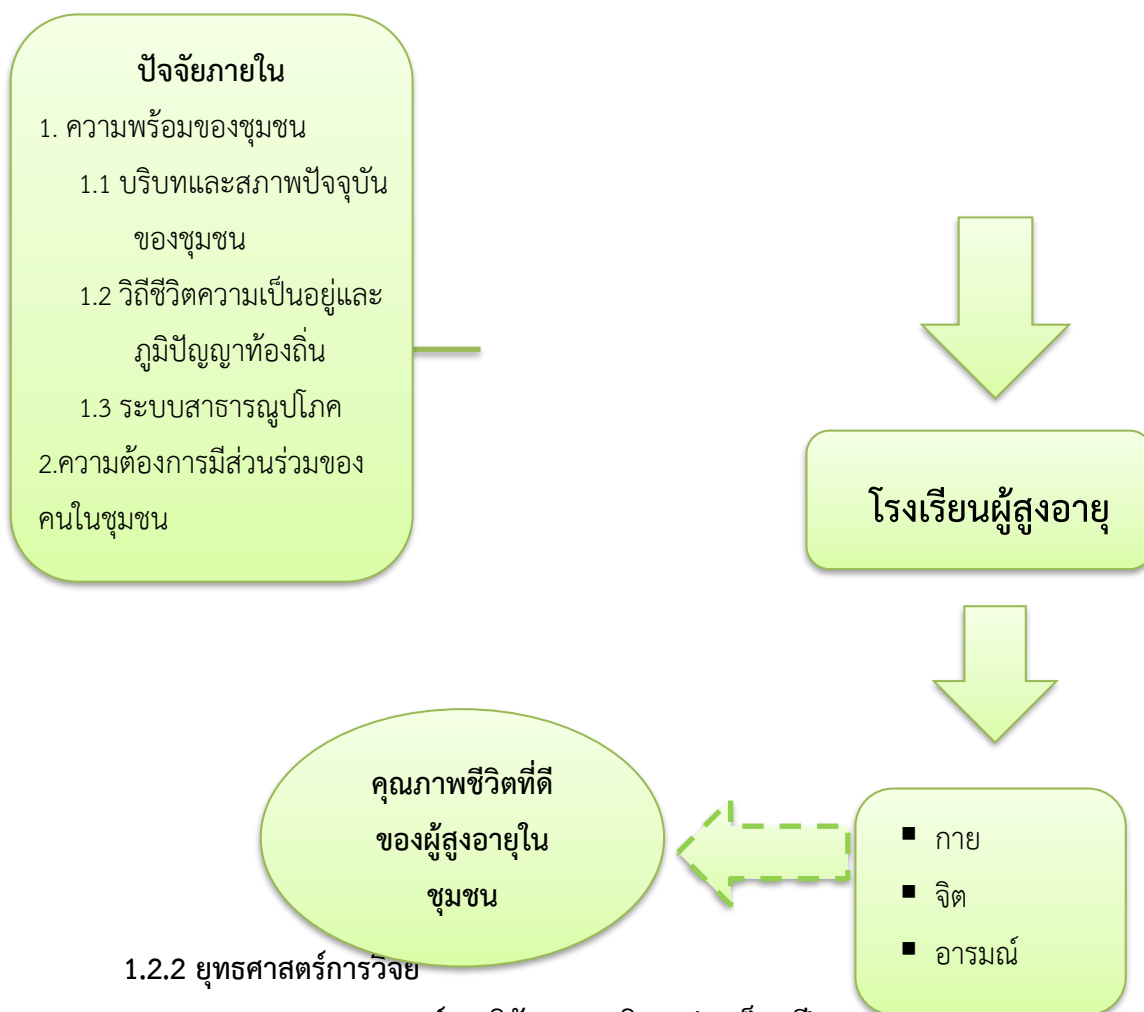 ปัจจัยภายใน
1. ความพร้อมของชุมชน
1.1 บริบทและสภาพปัจจุบัน
ของชุมชน
1.2 วิถีชีวิตความเป็นอยู่และ
ภูมิปัญญาท้องถิ่น
1.3 ระบบสาธารณูปโภค
2.ความต้องการมีส่วนร่วมของ
คนในชุมชน
โรงเรียนผู้สูงอายุ
คุณภาพชีวิตที่ดี
ของผู้สูงอายุใน
ชุมชน
▪ กาย
▪ จิต
▪ อารมณ์
1.2.2 ยุทธศาสตร์การวิจัย